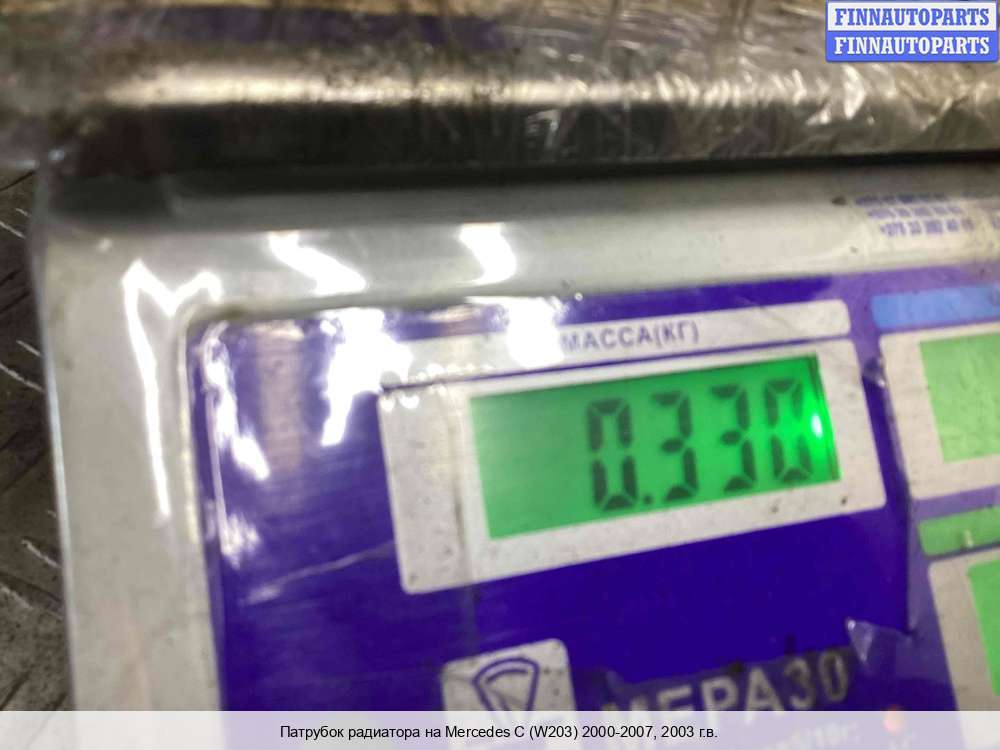 FINNAUTOPARTS
FINNAUTOPARTS
МАССА(КГ)
0.330
МЕРА30
Патрубок радиатора на Mercedes C (W203) 2000-2007, 2003 г.в.